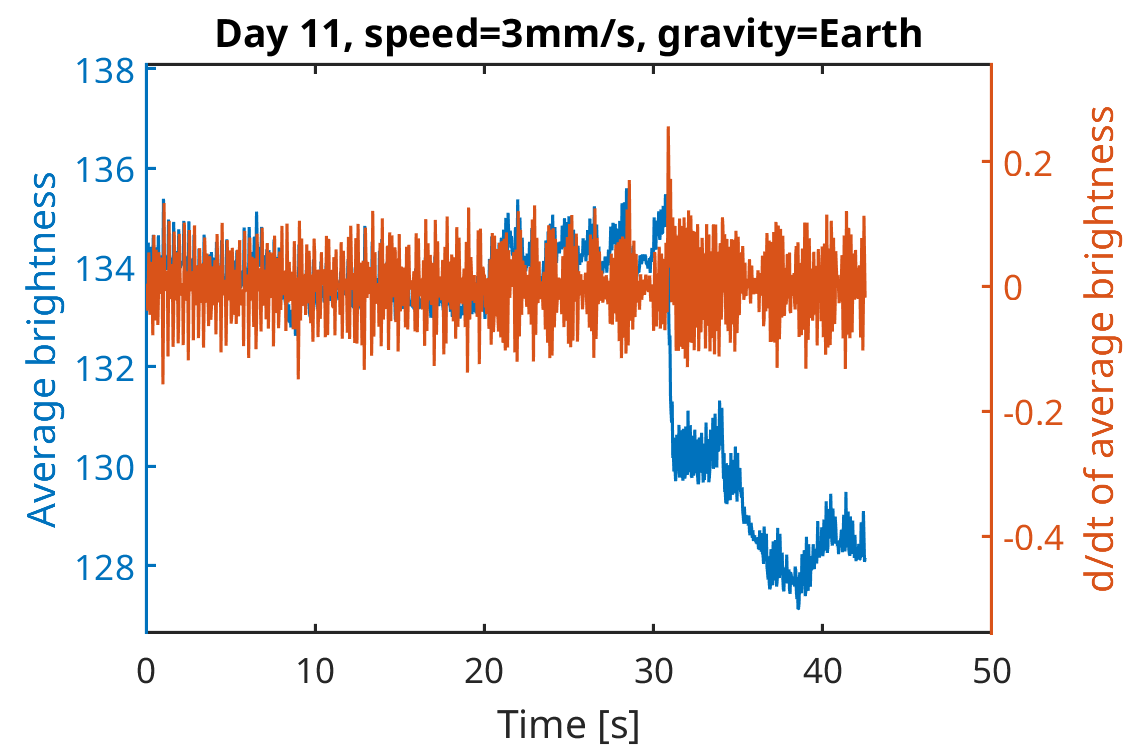 Day 11, speed=3mm/s, gravity=Earth
138
136
134
132
130
128
Average brightness
0.2
0
-0.2
-0.4
d/dt of average brightness
0 10 20 30 40 50
Time [s]